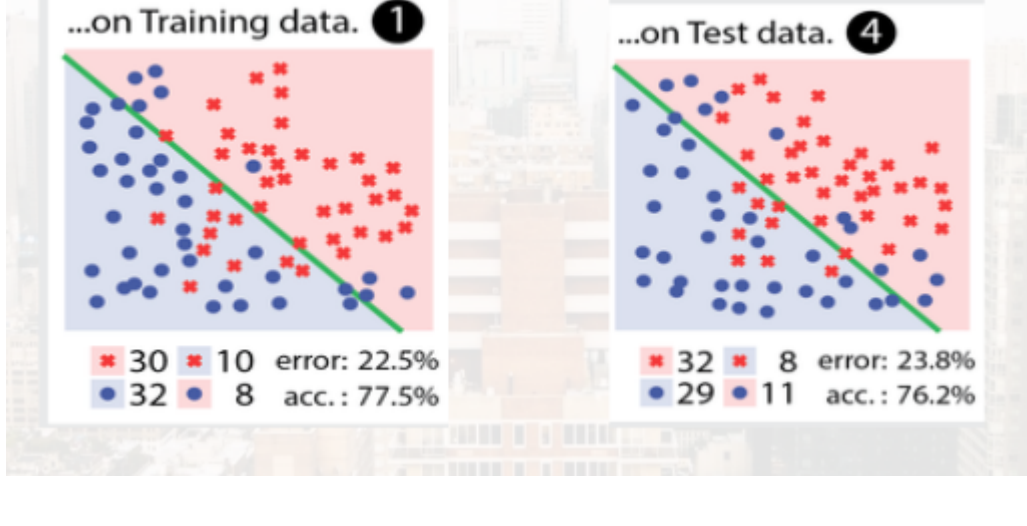 ...on Training data. 1
30 10 error: 22.5%
32 8 acc.: 77.5%
...on Test data. 4
32 8 error: 23.8%
29 11 acc.: 76.2%